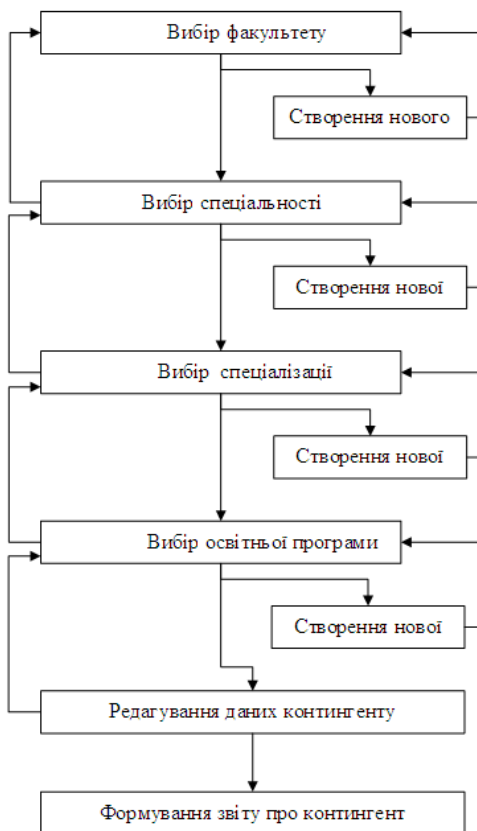 Вибір факультету
Створення нового
Вибір спеціальності
Створення нової
Вибір спеціалізації
Створення нової
Вибір освітньої програми
Створення нової
Редагування даних контингенту
Формування звіту про контингент